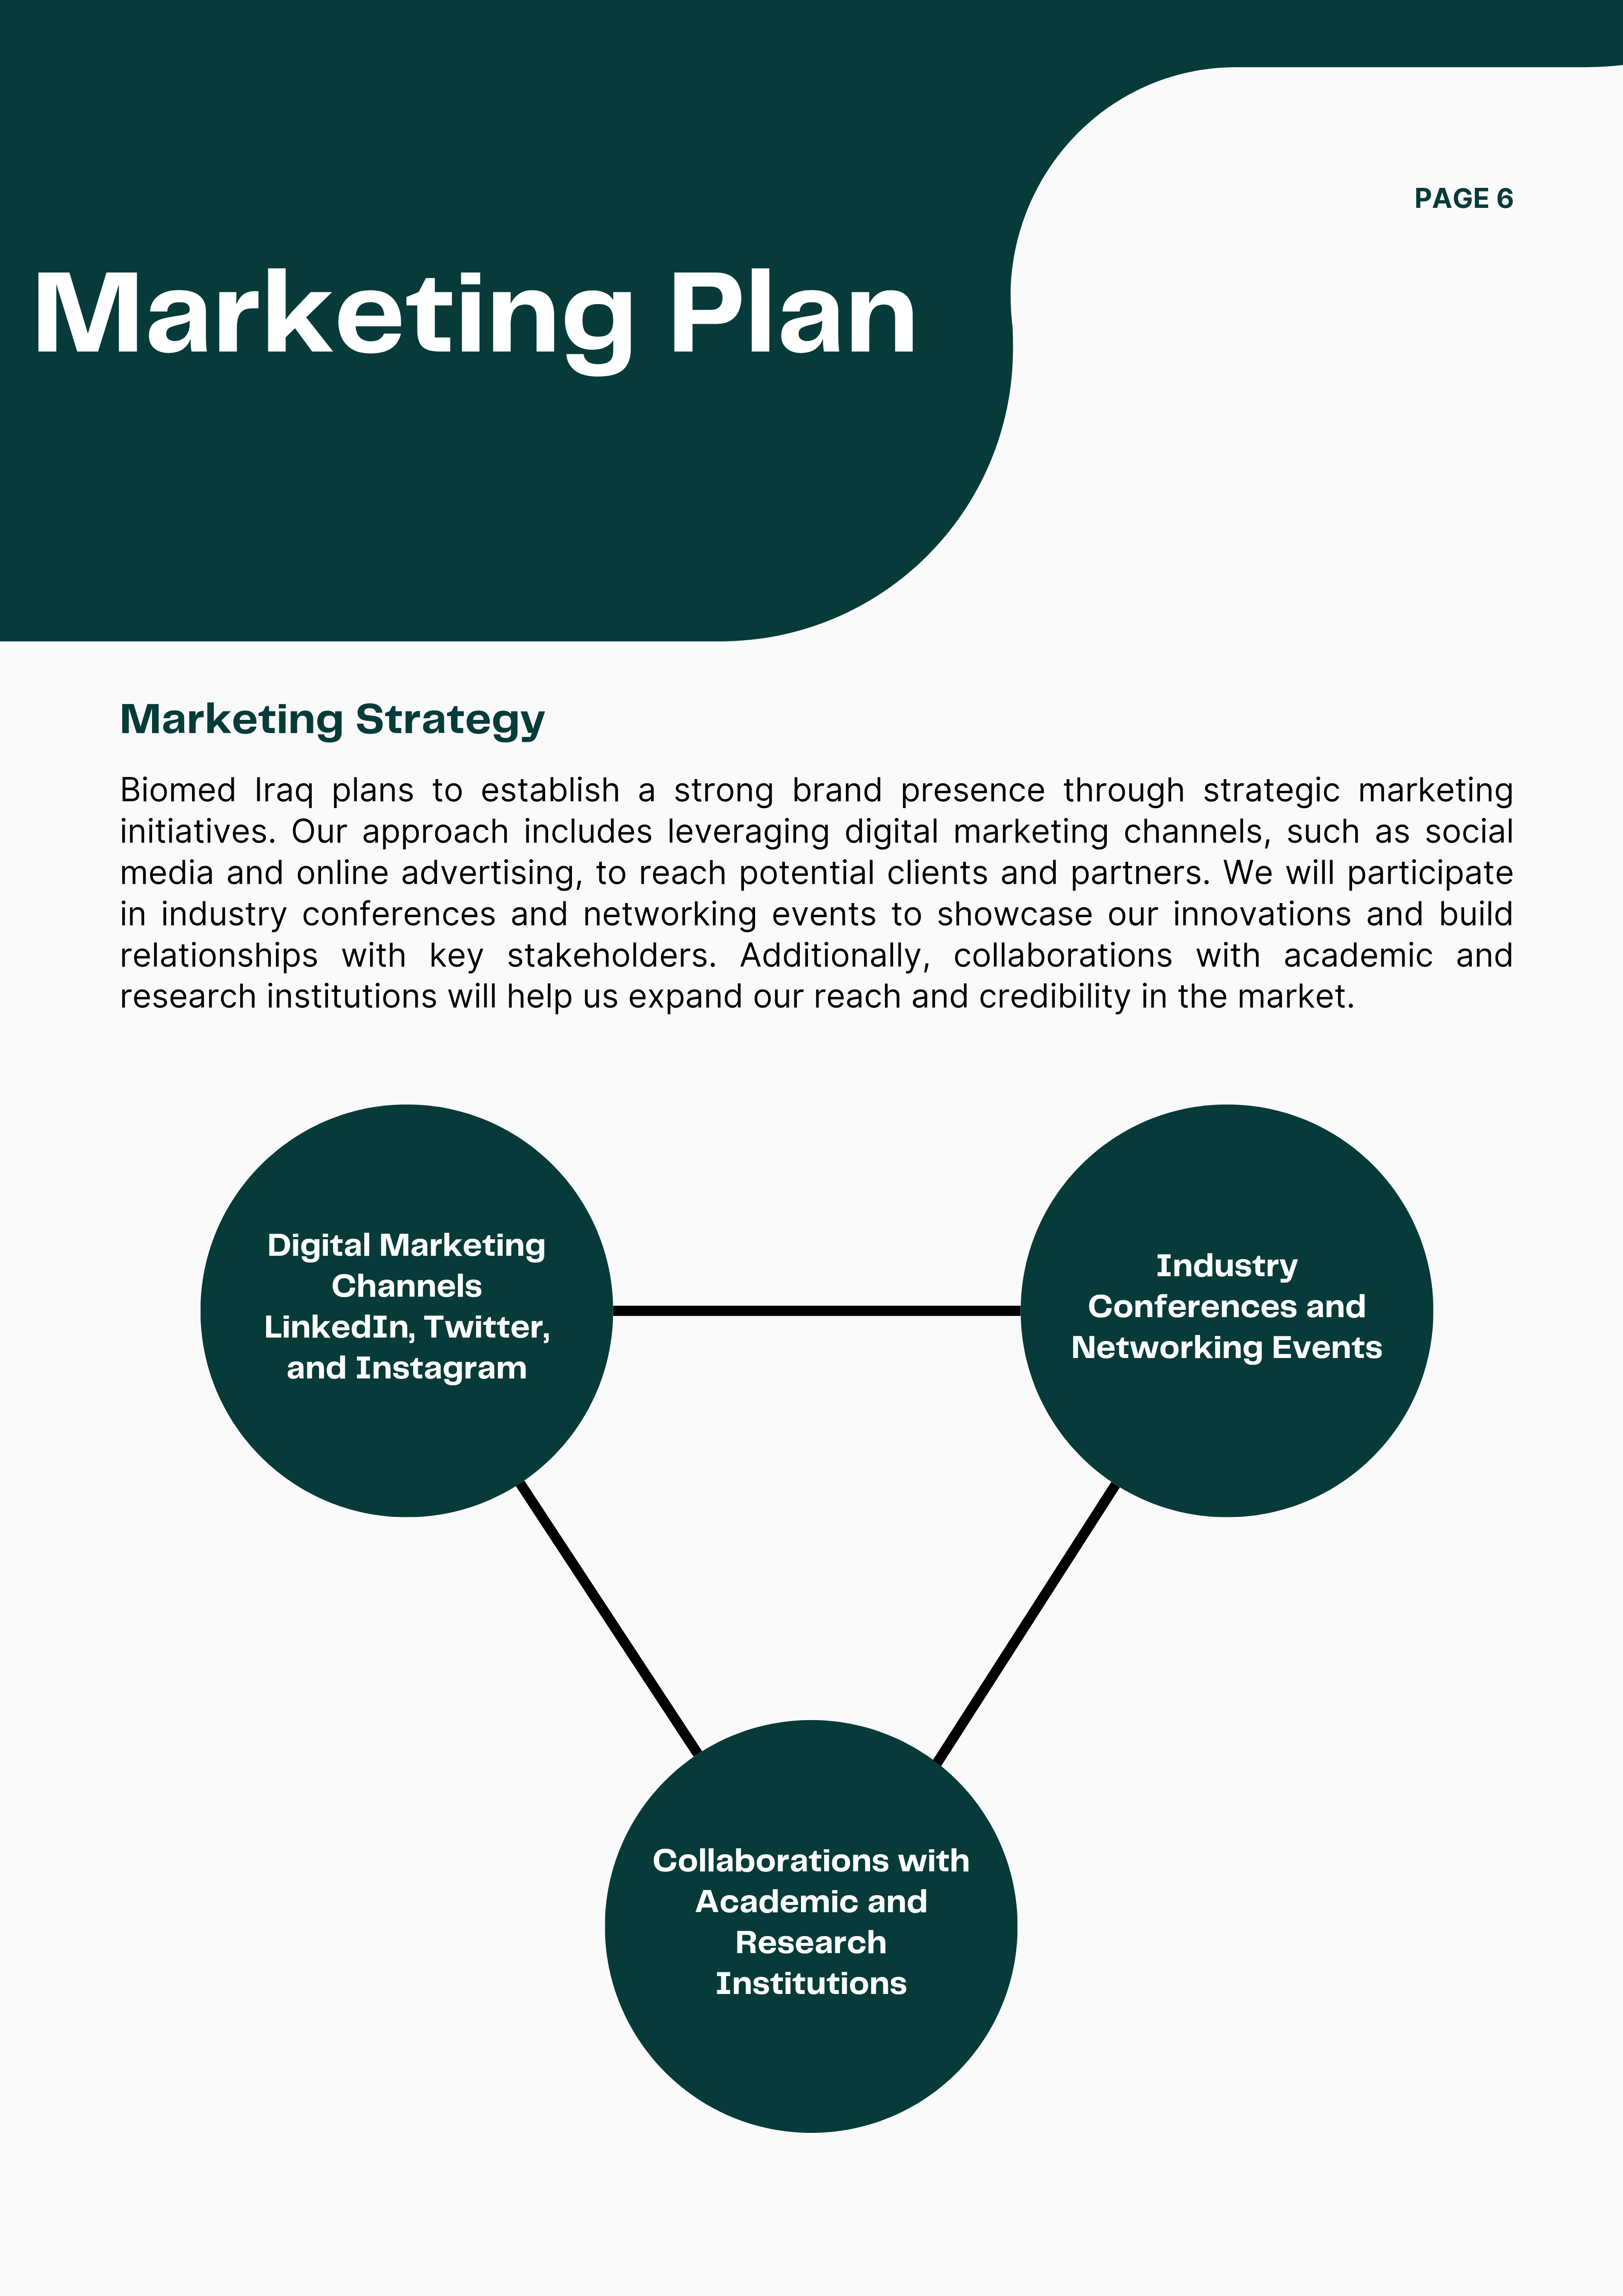 PAGE 6
Marketing Plan
Marketing Strategy
Biomed Iraq plans to establish a strong brand presence through strategic marketing
initiatives. Our approach includes leveraging digital marketing channels, such as social
media and online advertising, to reach potential clients and partners. We will participate
in industry conferences and networking events to showcase our innovations and build
relationships with key stakeholders. Additionally, collaborations with academic and
research institutions will help us expand our reach and credibility in the market.
Digital Marketing
Channels
LinkedIn, Twitter,
and Instagram
Industry
Conferences and
Networking Events
Collaborations with
Academic and
Research
Institutions